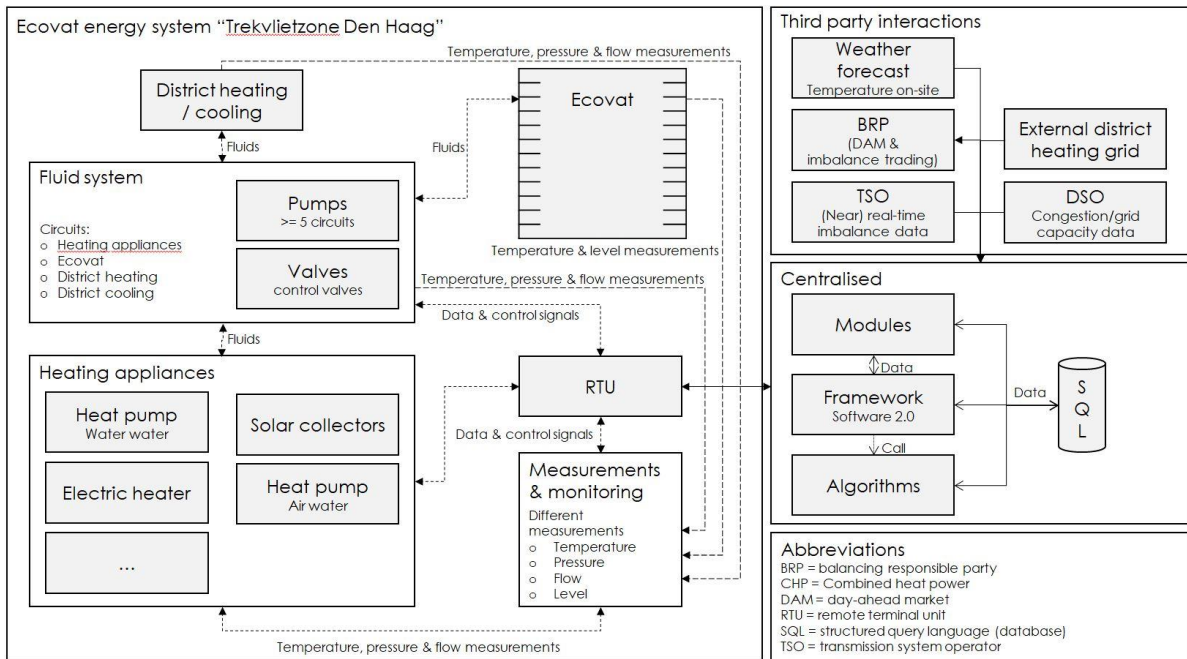 Ecovat energy system “Trekvlietzone Den Haag”
Temperature, pressure & flow measurements
District heating
/ cooling
Fluids
Ecovat
Fluids
Fluid system
Circuits:
o Heating appliances
o Ecovat
o District heating
o District cooling
Pumps
>= 5 circuits
Valves
control valves
Temperature & level measurements
Temperature, pressure & flow measurements
Data & control signals
Fluids
Heating appliances
Heat pump
Water water
Solar collectors
Electric heater
Heat pump
Air water
...
RTU
Data & control signals
Measurements
& monitoring
Different
measurements
o Temperature
o Pressure
o Flow
o Level
Temperature, pressure & flow measurements
Third party interactions
Weather
forecast
Temperature on-site
BRP
(DAM &
imbalance trading)
External district
heating grid
TSO
(Near) real-time
imbalance data
DSO
Congestion/grid
capacity data
Centralised
Modules
Data
Framework
Software 2.0
Call
Algorithms
Data
S
Q
L
Abbreviations
BRP = balancing responsible party
CHP = Combined heat power
DAM = day-ahead market
RTU = remote terminal unit
SQL = structured query language (database)
TSO = transmission system operator